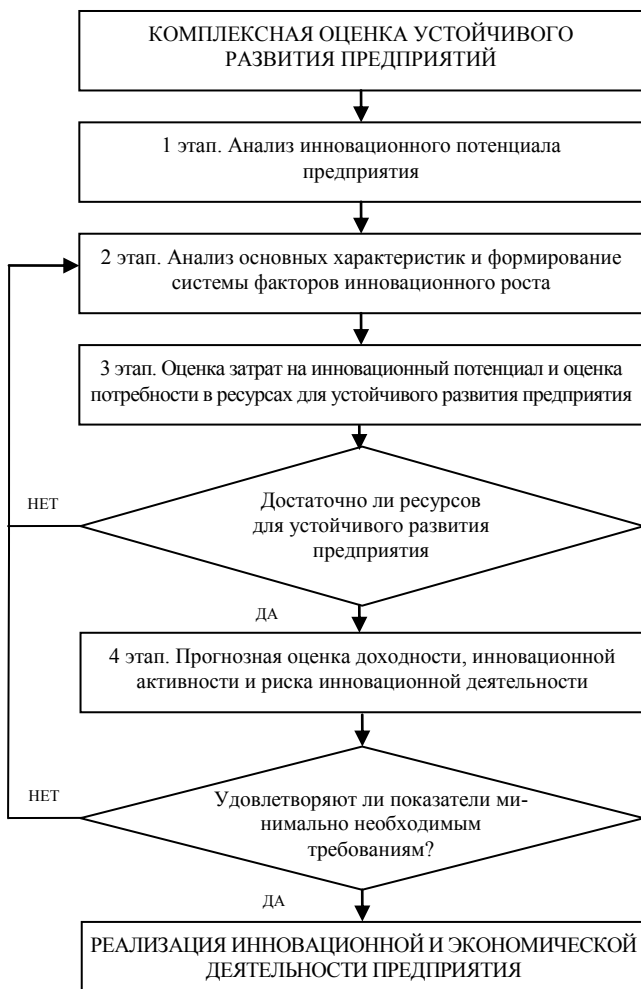 КОМПЛЕКСНАЯ ОЦЕНКА УСТОЙЧИВОГО
РАЗВИТИЯ ПРЕДПРИЯТИЙ
1 этап. Анализ инновационного потенциала
предприятия
2 этап. Анализ основных характеристик и формирование
системы факторов инновационного роста
3 этап. Оценка затрат на инновационный потенциал и оценка
потребности в ресурсах для устойчивого развития предприятия
НЕТ
Достаточно ли ресурсов
для устойчивого развития
предприятия
ДА
4 этап. Прогнозная оценка доходности, инновационной
активности и риска инновационной деятельности
НЕТ
Удовлетворяют ли показатели ми-
нимально необходимым
требованиям?
ДА
РЕАЛИЗАЦИЯ ИННОВАЦИОННОЙ И ЭКОНОМИЧЕСКОЙ
ДЕЯТЕЛЬНОСТИ ПРЕДПРИЯТИЯ